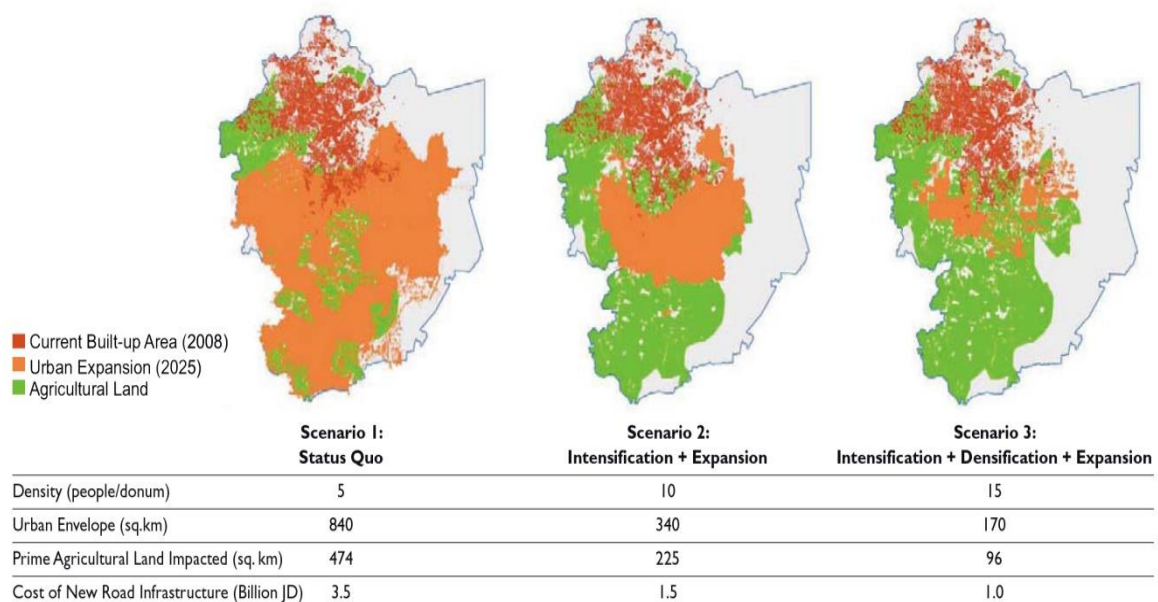 Current Built-up Area (2008)
Urban Expansion (2025)
Agricultural Land
Scenario 1:
Status Quo
Scenario 2:
Intensification + Expansion
Scenario 3:
Intensification + Densification + Expansion
Density (people/donum) 5 10 15
Urban Envelope (sq.km) 840 340 170
Prime Agricultural Land Impacted (sq. km) 474 225 96
Cost of New Road Infrastructure (Billion JD) 3.5 1.5 1.0